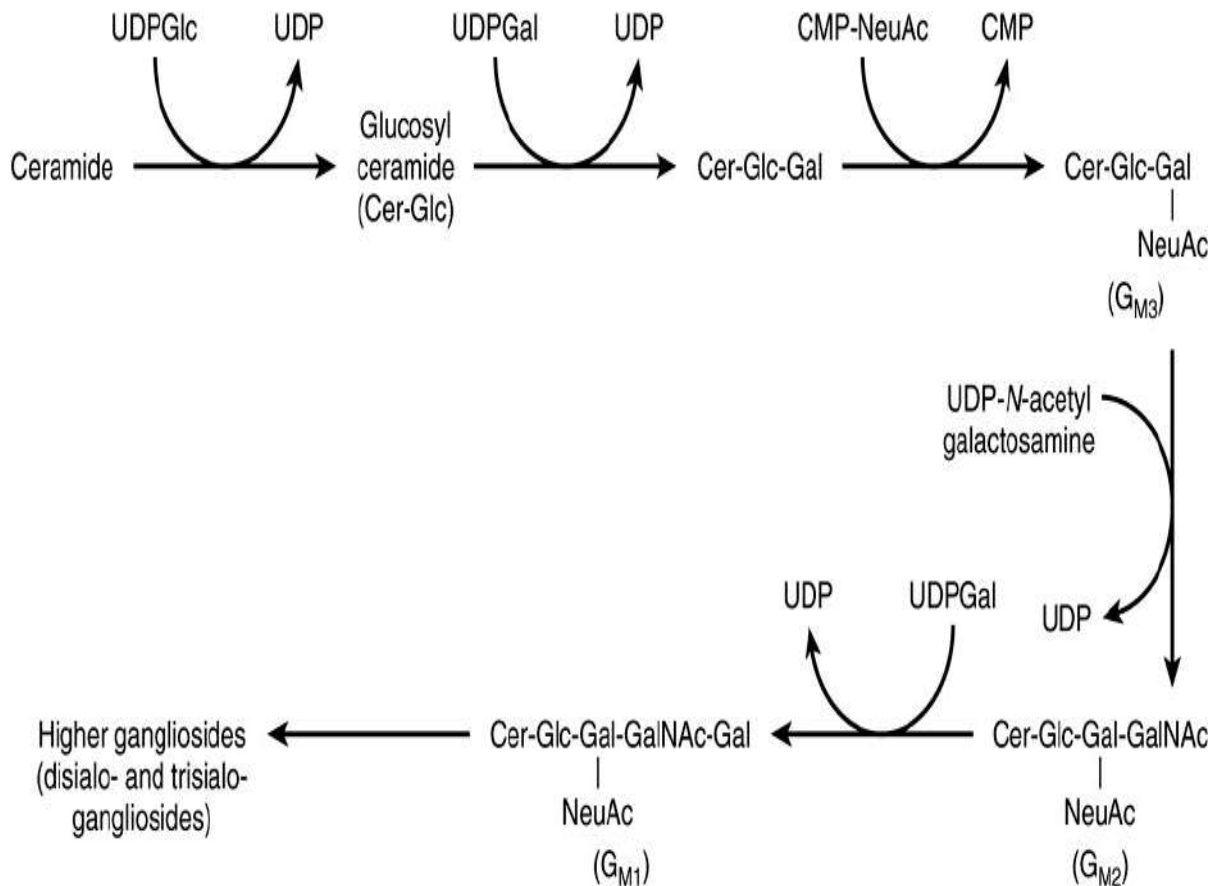 UDPGlc
UDP
UDPGal
UDP
CMP-NeuAc
CMP
Ceramide
Glucosyl
ceramide
(Cer-Glc)
Cer-Glc-Gal
Cer-Glc-Gal
NeuAc
(GM3)
UDP-N-acetyl
galactosamine
UDP
UDP
UDPGal
Higher gangliosides
(disialo- and trisialo-
gangliosides)
Cer-Glc-Gal-GalNAc-Gal
NeuAc
(GM1)
Cer-Glc-Gal-GalNAc
NeuAc
(GM2)